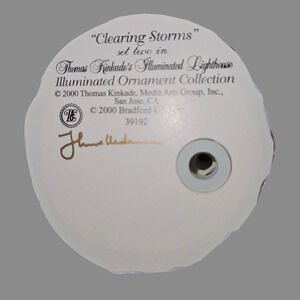 "Clearing Storms"
set two in
Thomas Kinkade's Illuminated Lighthouse
Illuminated Ornament Collection
© 2000 Thomas Kinkade, Media Arts Group, Inc.,
San Jose, CA
© 2000 Bradford
39192